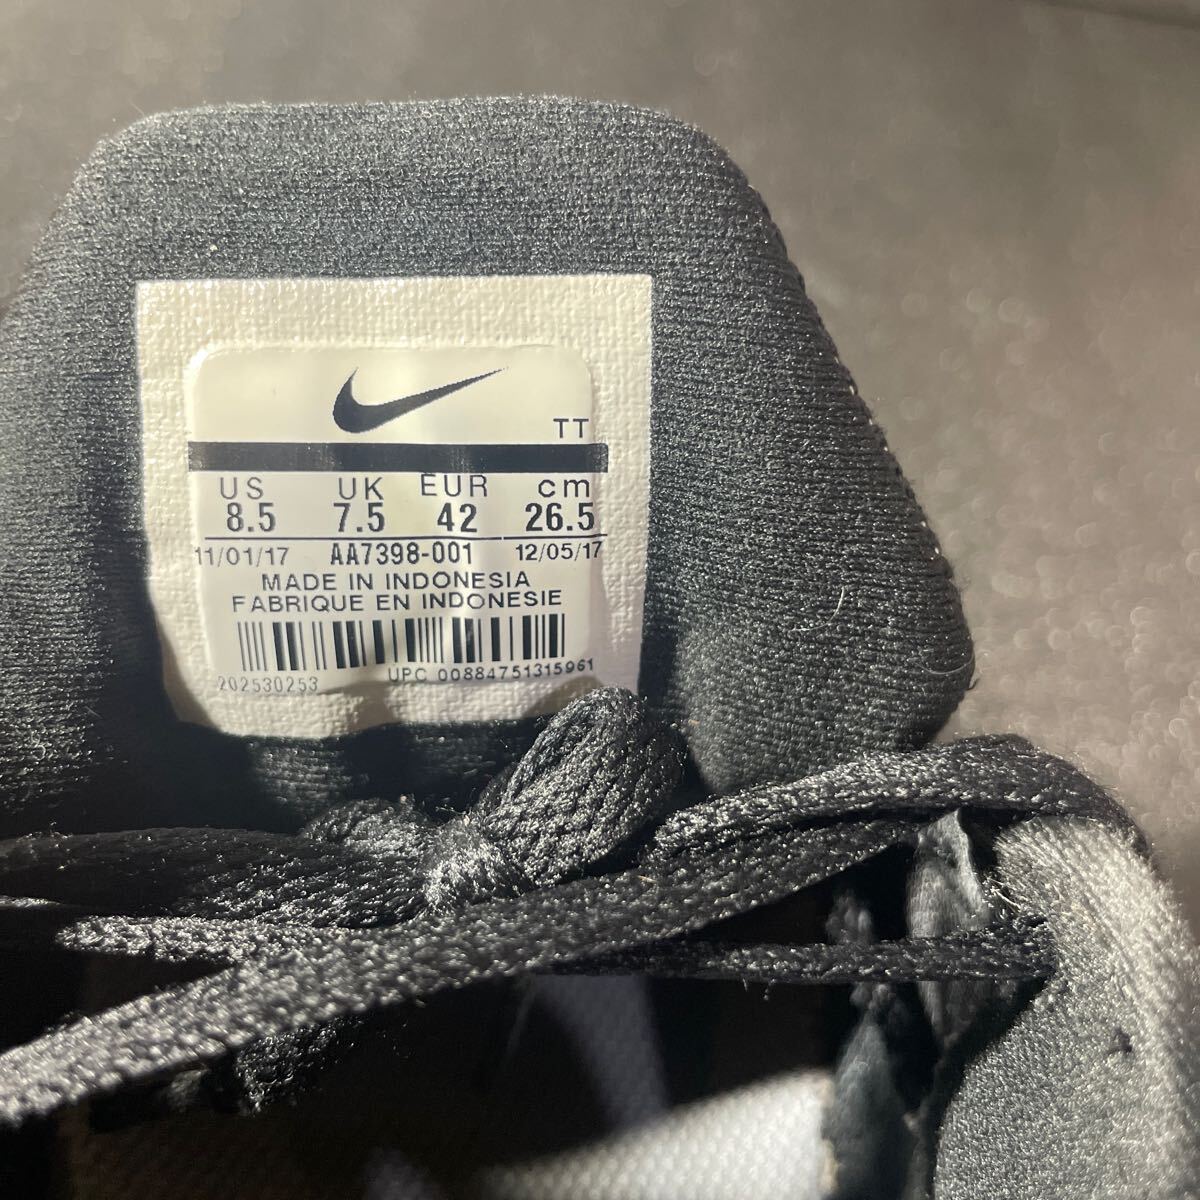 TT
US UK EUR cm
8.5 7.5 42 26.5
11/01/17 AA7398-001 12/05/17
MADE IN INDONESIA
FABRIQUE EN INDONESIE
202530253 UPC 00884751315961